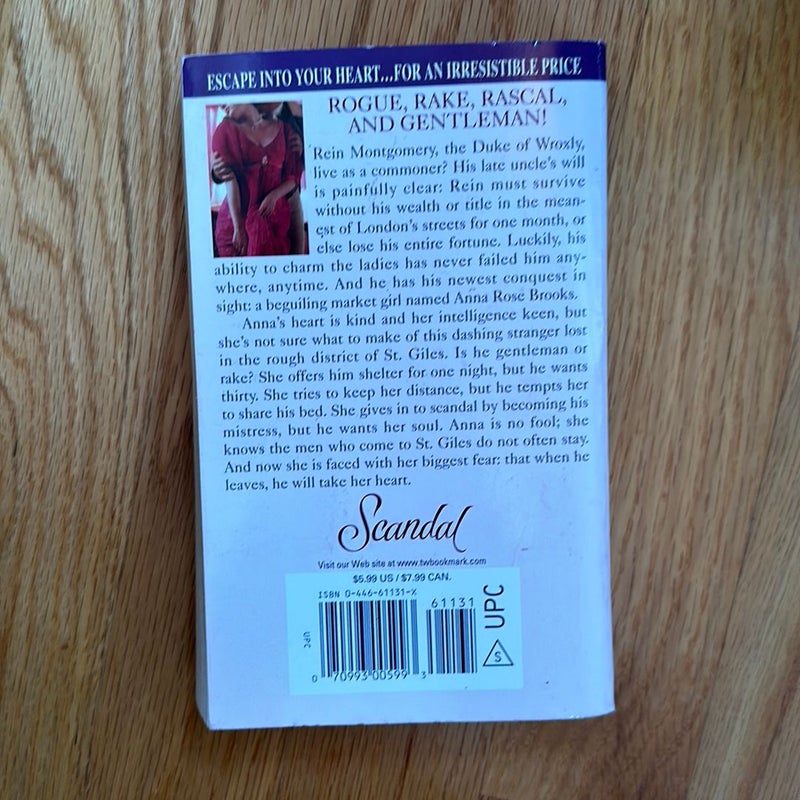 ESCAPE INTO YOUR HEART...FOR AN IRRESISTIBLE PRICE
ROGUE, RAKE, RASCAL,
AND GENTLEMAN!
Rein Montgomery, the Duke of Wroxly,
live as a commoner? His late uncle's will
is painfully clear: Rein must survive
without his wealth or title in the mean-
est of London's streets for one month, or
else lose his entire fortune. Luckily, his
ability to charm the ladies has never failed him any-
where, anytime. And he has his newest conquest in
sight: a beguiling market girl named Anna Rose Brooks.
Anna's heart is kind and her intelligence keen, but
she's not sure what to make of this dashing stranger lost
in the rough district of St. Giles. Is he gentleman or
rake? She offers him shelter for one night, but he wants
thirty. She tries to keep her distance, but he tempts her
to share his bed. She gives in to scandal by becoming his
mistress, but he wants her soul. Anna is no fool; she
knows the men who come to St. Giles do not often stay.
And now she is faced with her biggest fear: that when he
leaves, he will take her heart.
Scandal
Visit our Web site at www.twbookmark.com
$5.99 US / $7.99 CAN.
ISBN 0-446-61131-X
61131
UPC
UPC
S
0 70993 00599 3